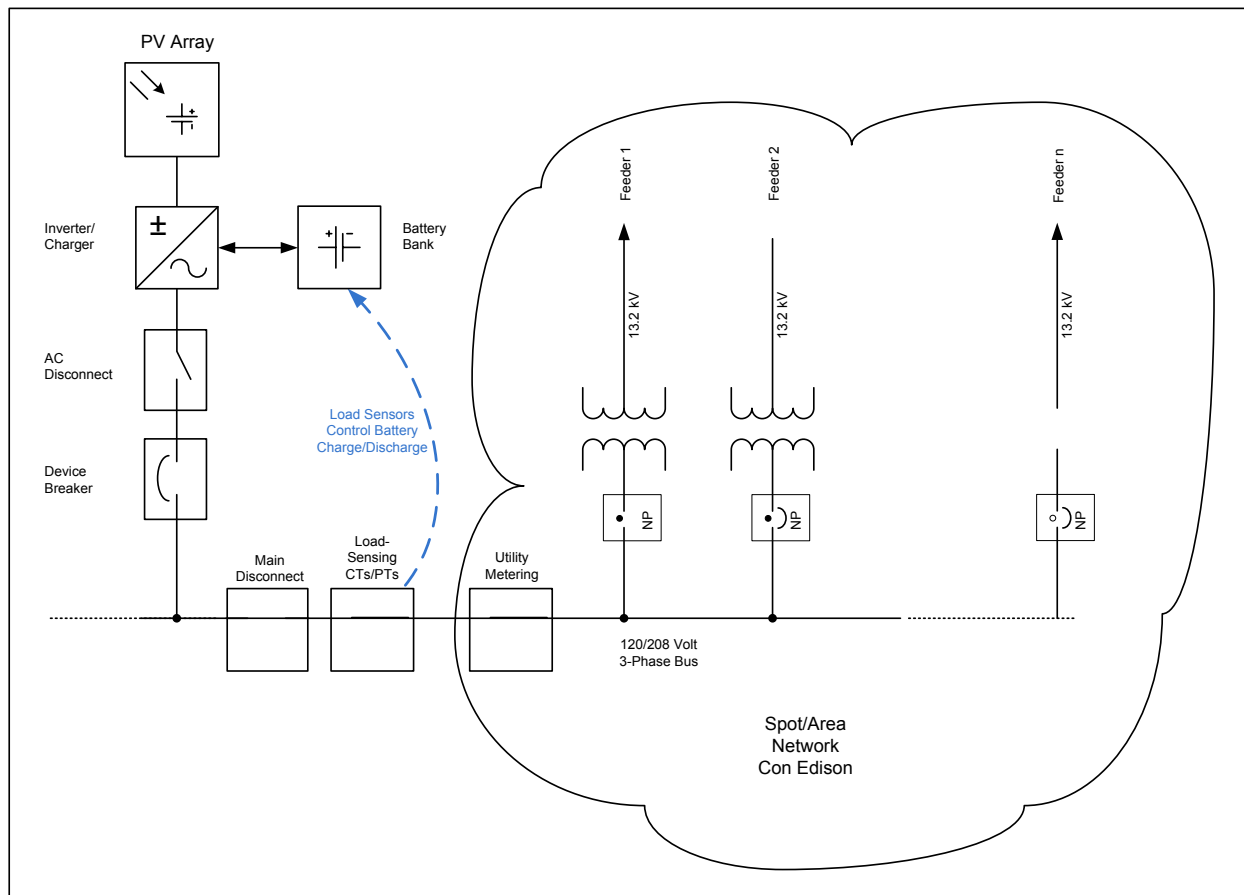 PV Array
Inverter/
Charger
±
+ −
Battery
Bank
AC
Disconnect
Load Sensors
Control Battery
Charge/Discharge
Device
Breaker
Main
Disconnect
Load-
Sensing
CTs/PTs
Utility
Metering
Feeder 1
Feeder 2
Feeder n
13.2 kV
13.2 kV
13.2 kV
NP
NP
NP
120/208 Volt
3-Phase Bus
Spot/Area
Network
Con Edison